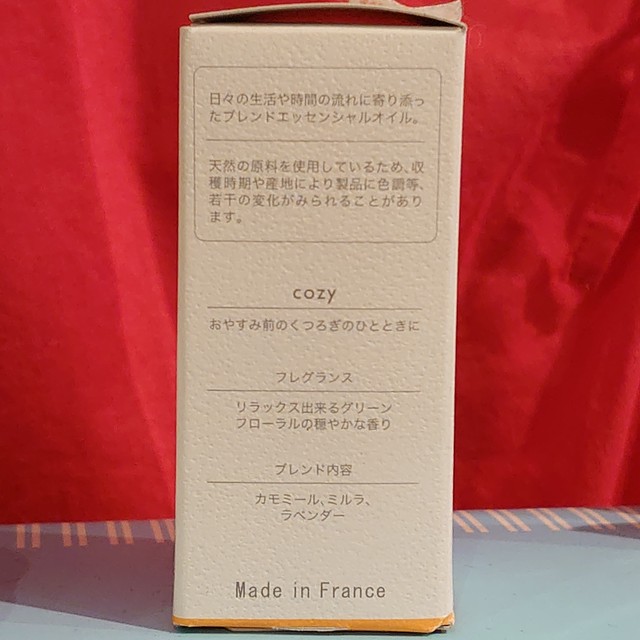 日々の生活や時間の流れに寄り添っ
たブレンドエッセンシャルオイル。
天然の原料を使用しているため、収
穫時期や産地により製品に色調等、
若干の変化がみられることがあり
ます。
cozy
おやすみ前のくつろぎのひとときに
フレグランス
リラックス出来るグリーン
フローラルの穏やかな香り
ブレンド内容
カモミール、ミルラ、
ラベンダー
Made in France